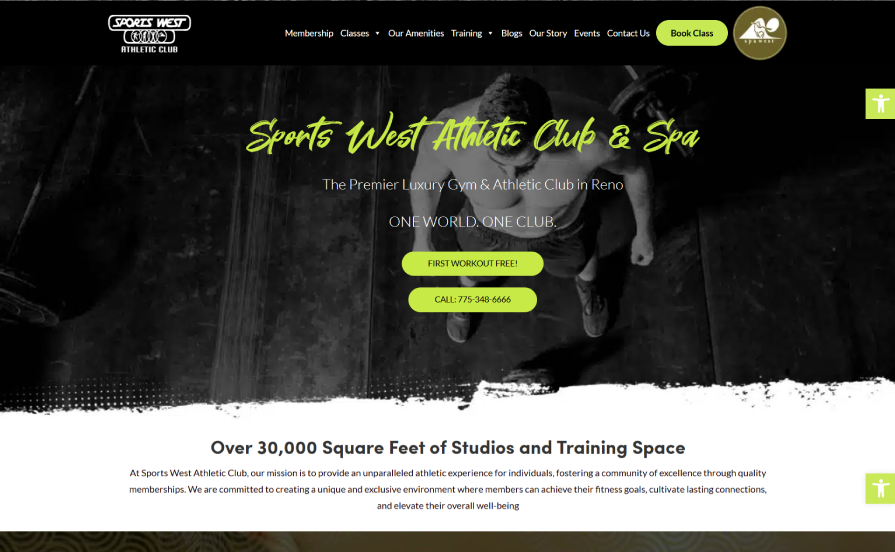 SPORTS WEST
ATHLETIC CLUB
Membership Classes Our Amenities Training Blogs Our Story Events Contact Us Book Class
spa west
Sports West Athletic Club & Spa
The Premier Luxury Gym & Athletic Club in Reno
ONE WORLD. ONE CLUB.
FIRST WORKOUT FREE!
CALL: 775-348-6666
Over 30,000 Square Feet of Studios and Training Space
At Sports West Athletic Club, our mission is to provide an unparalleled athletic experience for individuals, fostering a community of excellence through quality
memberships. We are committed to creating a unique and exclusive environment where members can achieve their fitness goals, cultivate lasting connections,
and elevate their overall well-being